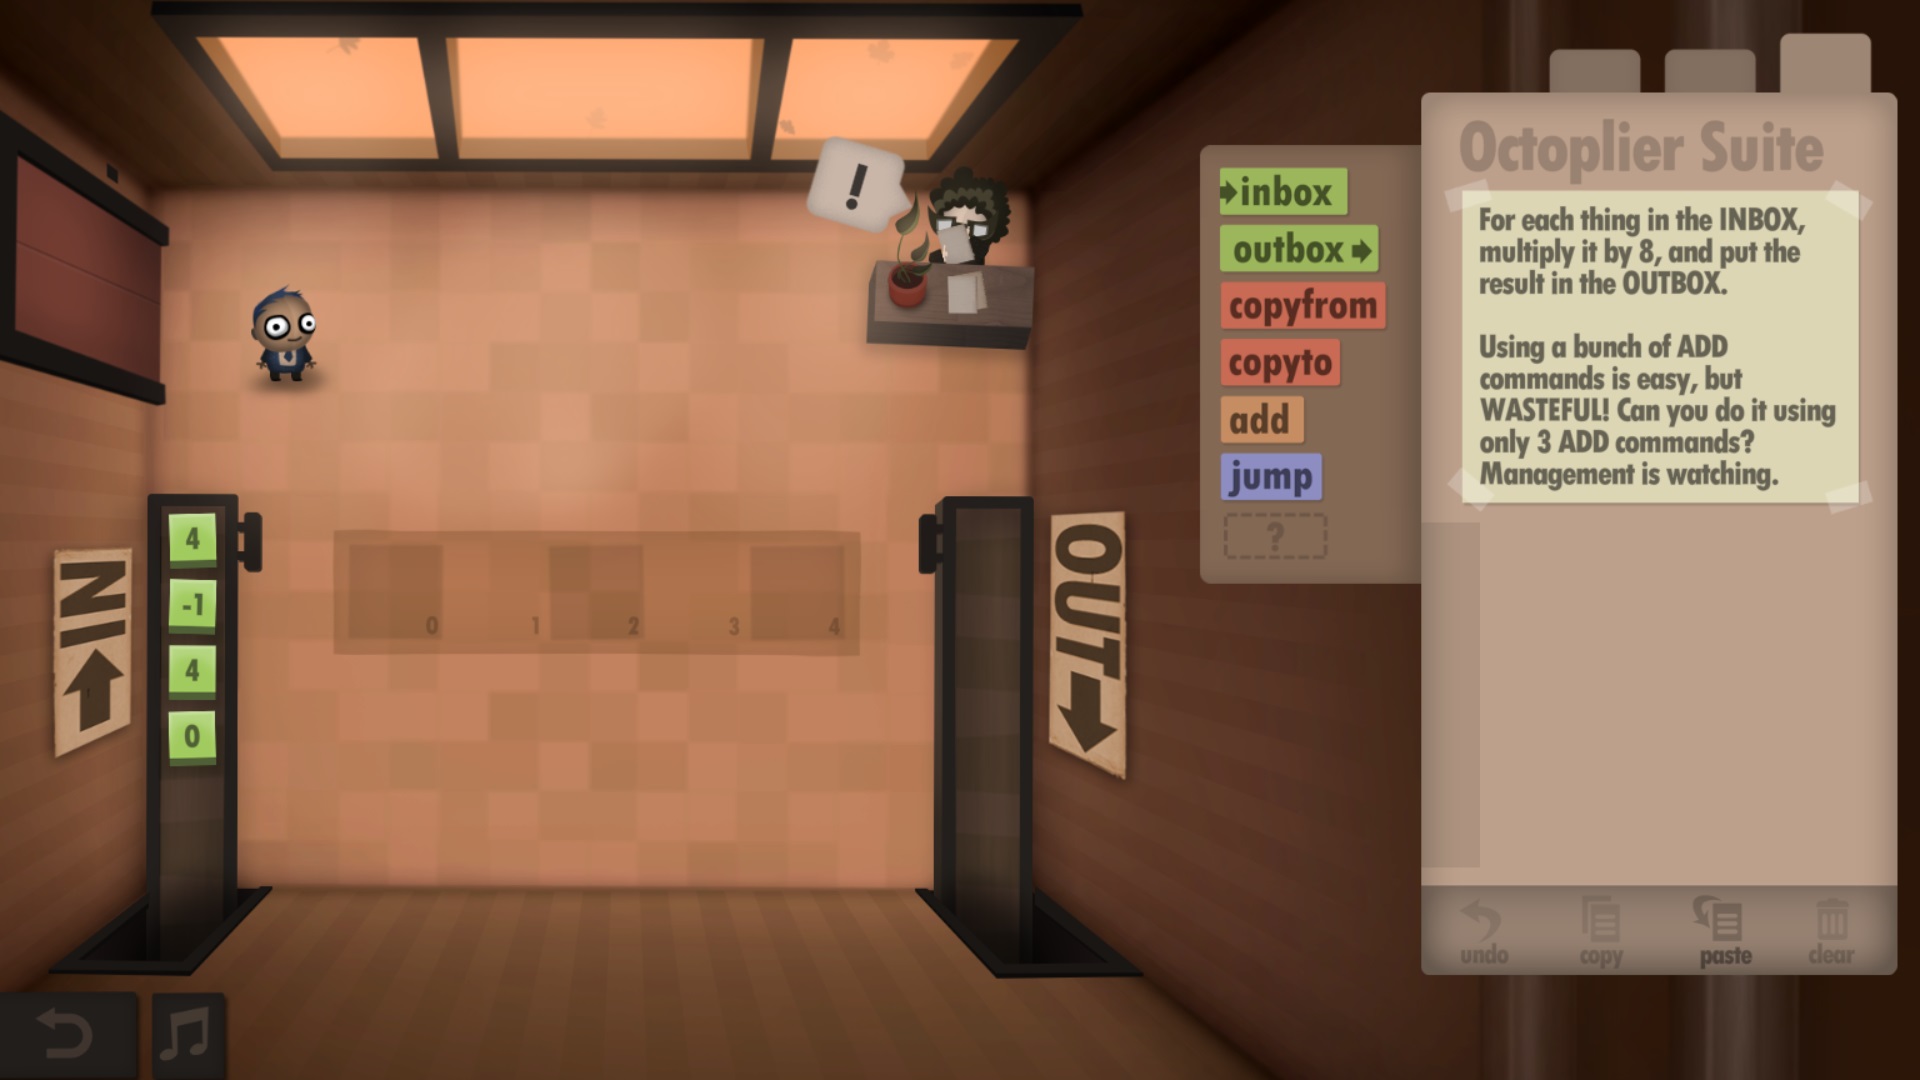 Octoplier Suite
For each thing in the INBOX,
multiply it by 8, and put the
result in the OUTBOX.
Using a bunch of ADD
commands is easy, but
WASTEFUL! Can you do it using
only 3 ADD commands?
Management is watching.
inbox
outbox
copyfrom
copyto
add
jump
?
!
IN
4
-1
4
0
0 1 2 3 4
OUT
undo copy paste clear